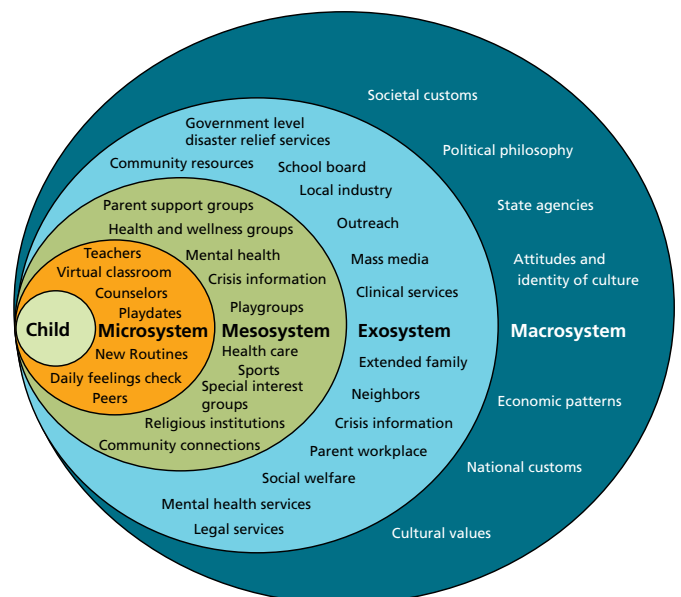 Societal customs
Government level
disaster relief services
Political philosophy
Community resources
School board
Local industry
Parent support groups
State agencies
Outreach
Health and wellness groups
Teachers
Mental health
Mass media
Attitudes and
identity of culture
Virtual classroom
Crisis information
Counselors
Clinical services
Playdates
Playgroups
Child
Microsystem
Mesosystem
Exosystem
Macrosystem
New Routines
Health care
Extended family
Sports
Daily feelings check
Special interest
groups
Peers
Neighbors
Economic patterns
Religious institutions
Crisis information
Community connections
Parent workplace
National customs
Social welfare
Mental health services
Legal services
Cultural values